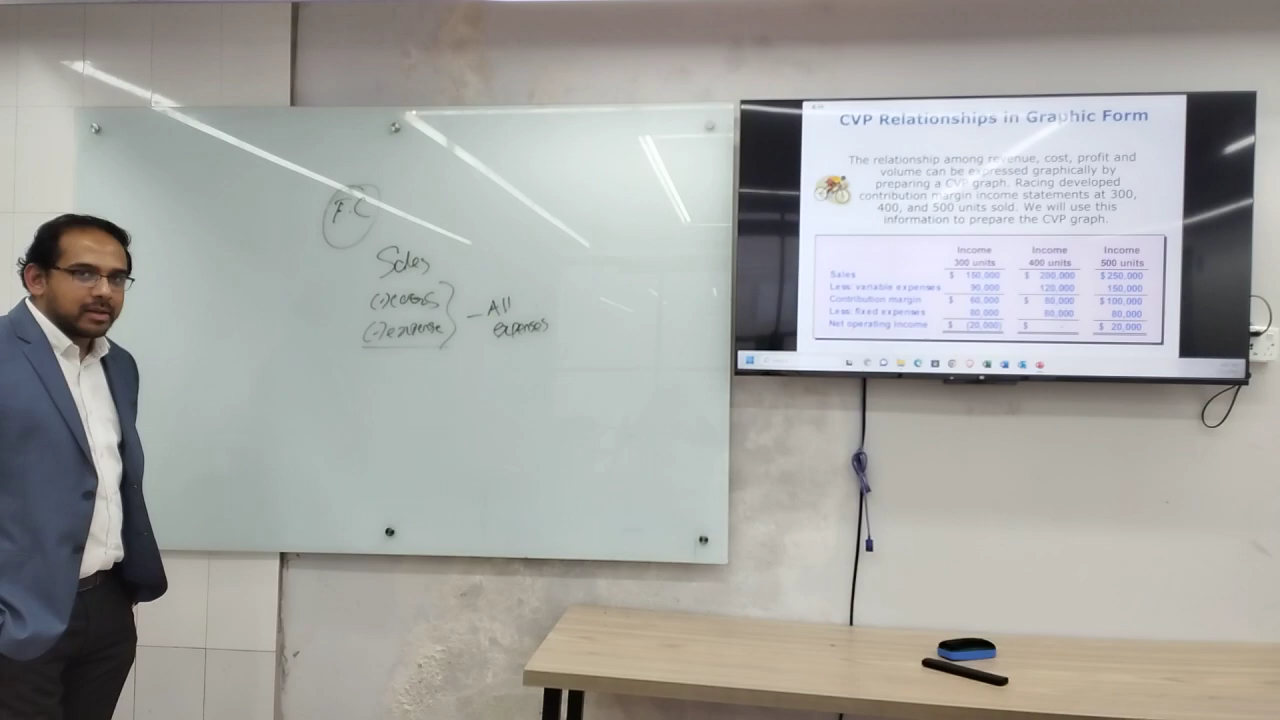 F.C
Sales
(-)
(-)expense
All
expenses
CVP Relationships in Graphic Form
The relationship among revenue, cost, profit and
volume can be expressed graphically by
preparing a CVP graph. Racing developed
contribution margin income statements at 300,
400, and 500 units sold. We will use this
information to prepare the CVP graph.
Income Income Income
300 units 400 units 500 units
Sales $ 150,000 $ 200,000 $ 250,000
Less: variable expenses 90,000 120,000 150,000
Contribution margin $ 60,000 $ 80,000 $ 100,000
Less: fixed expenses 80,000 80,000 80,000
Net operating income $ (20,000) $ - $ 20,000